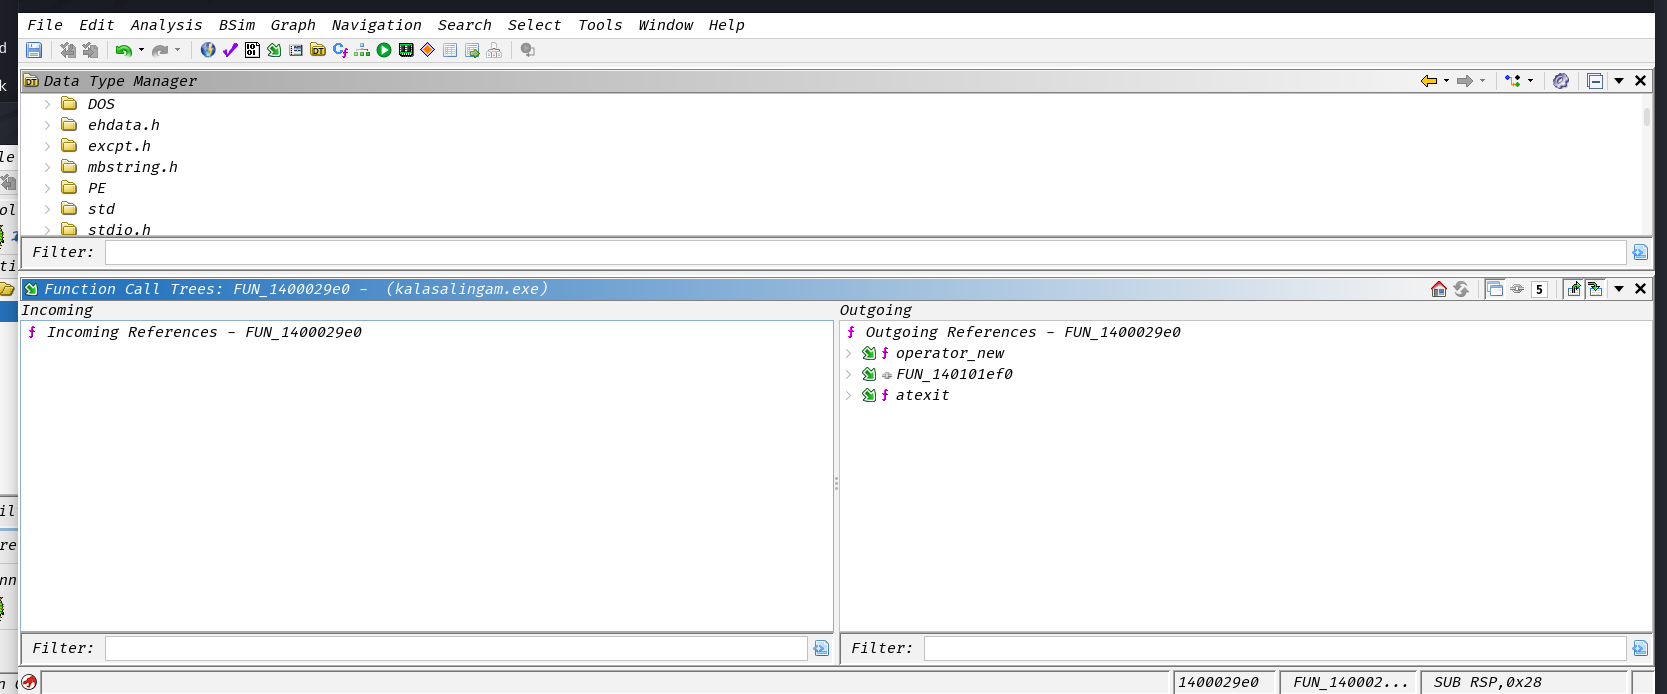 File Edit Analysis BSim Graph Navigation Search Select Tools Window Help
Data Type Manager
DOS
ehdata.h
excpt.h
mbstring.h
PE
std
stdio.h
Filter:
Function Call Trees: FUN_1400029e0 - (kalasalingam.exe)
5
Incoming
Incoming References - FUN_1400029e0
Filter:
Outgoing
Outgoing References - FUN_1400029e0
operator_new
FUN_140101ef0
atexit
Filter:
1400029e0 FUN_140002... SUB RSP,0x28